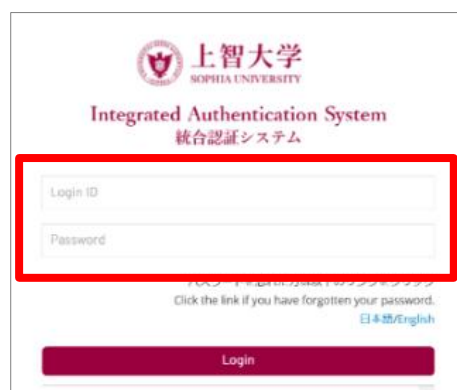 上智大学
SOPHIA UNIVERSITY
Integrated Authentication System
統合認証システム
Login ID
Password
Click the link if you have forgotten your password.
日本語/English
Login